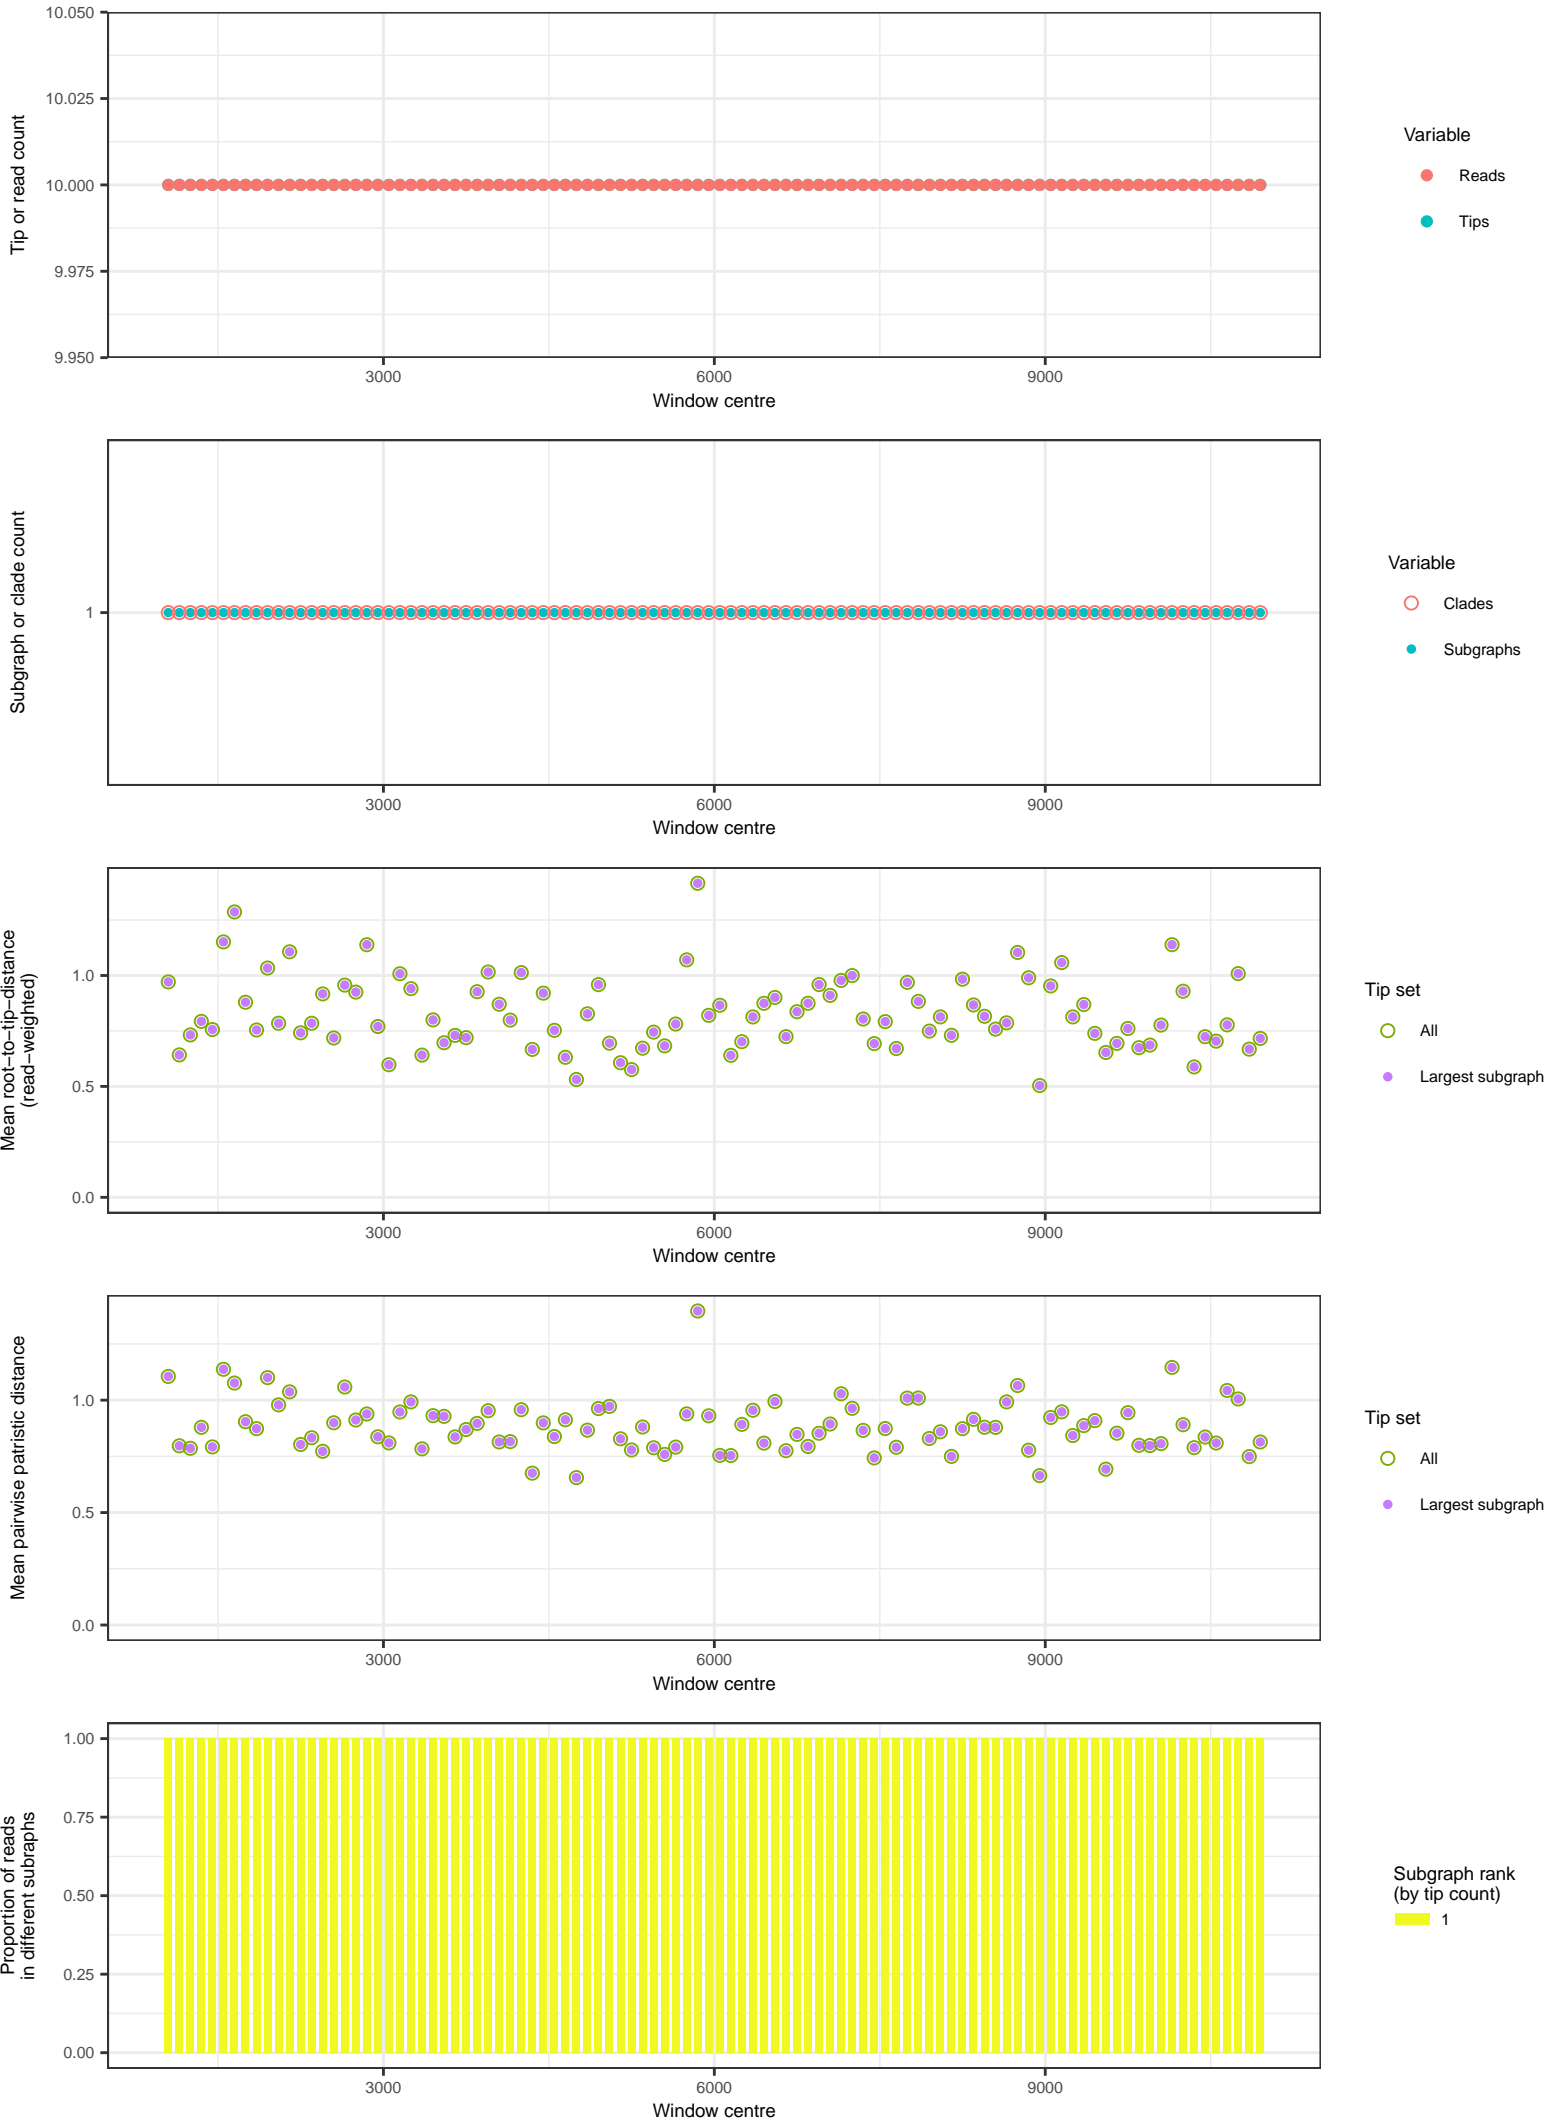 10.050
10.025
10.000
9.975
9.950
Tip or read count
3000
6000
9000
Window centre
Variable
Reads
Tips
1
Subgraph or clade count
3000
6000
9000
Window centre
Variable
Clades
Subgraphs
1.0
0.5
0.0
Mean root−to−tip−distance
(read−weighted)
3000
6000
9000
Window centre
Tip set
All
Largest subgraph
1.0
0.5
0.0
Mean pairwise patristic distance
3000
6000
9000
Window centre
Tip set
All
Largest subgraph
1.00
0.75
0.50
0.25
0.00
Proportion of reads
in different subraphs
3000
6000
9000
Window centre
Subgraph rank
(by tip count)
1